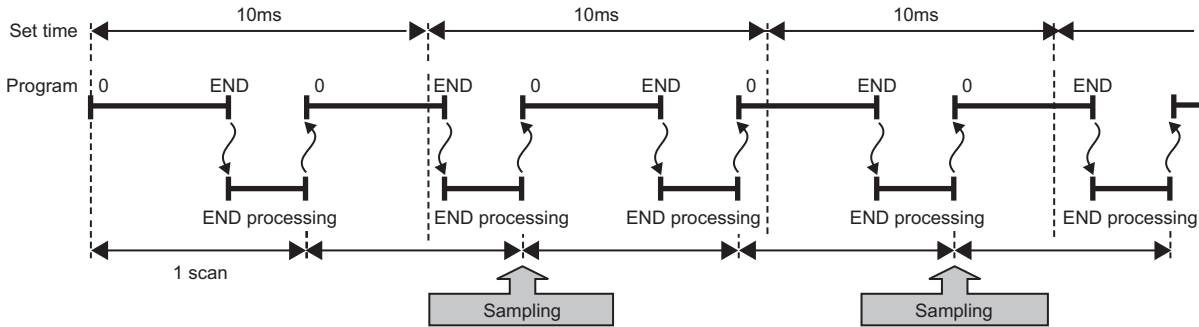 10ms 10ms 10ms
Set time
Program 0 END 0 END 0 END 0 END 0 END
END processing END processing END processing END processing END processing
1 scan
Sampling Sampling